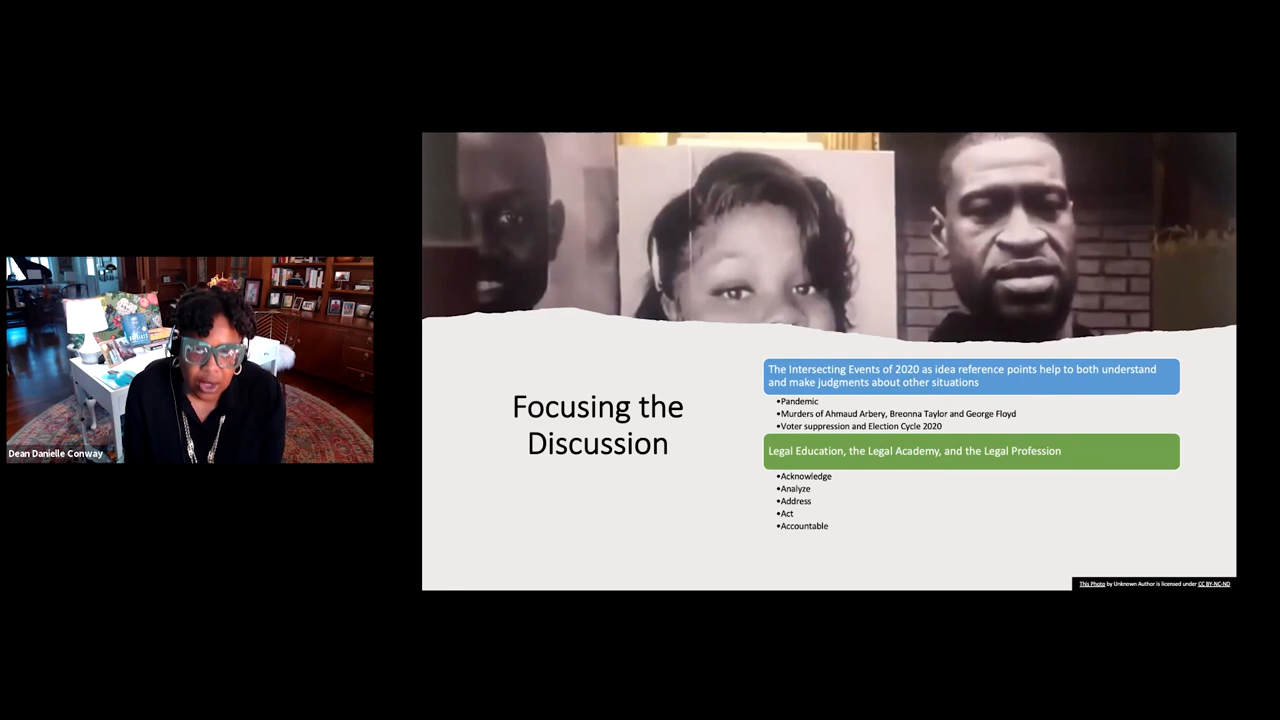 Dean Danielle Conway
Focusing the
Discussion
The Intersecting Events of 2020 as idea reference points help to both understand
and make judgments about other situations
•Pandemic
•Murders of Ahmaud Arbery, Breonna Taylor and George Floyd
•Voter suppression and Election Cycle 2020
Legal Education, the Legal Academy, and the Legal Profession
•Acknowledge
•Analyze
•Address
•Act
•Accountable
This Photo by Unknown Author is licensed under CC BY-NC-ND